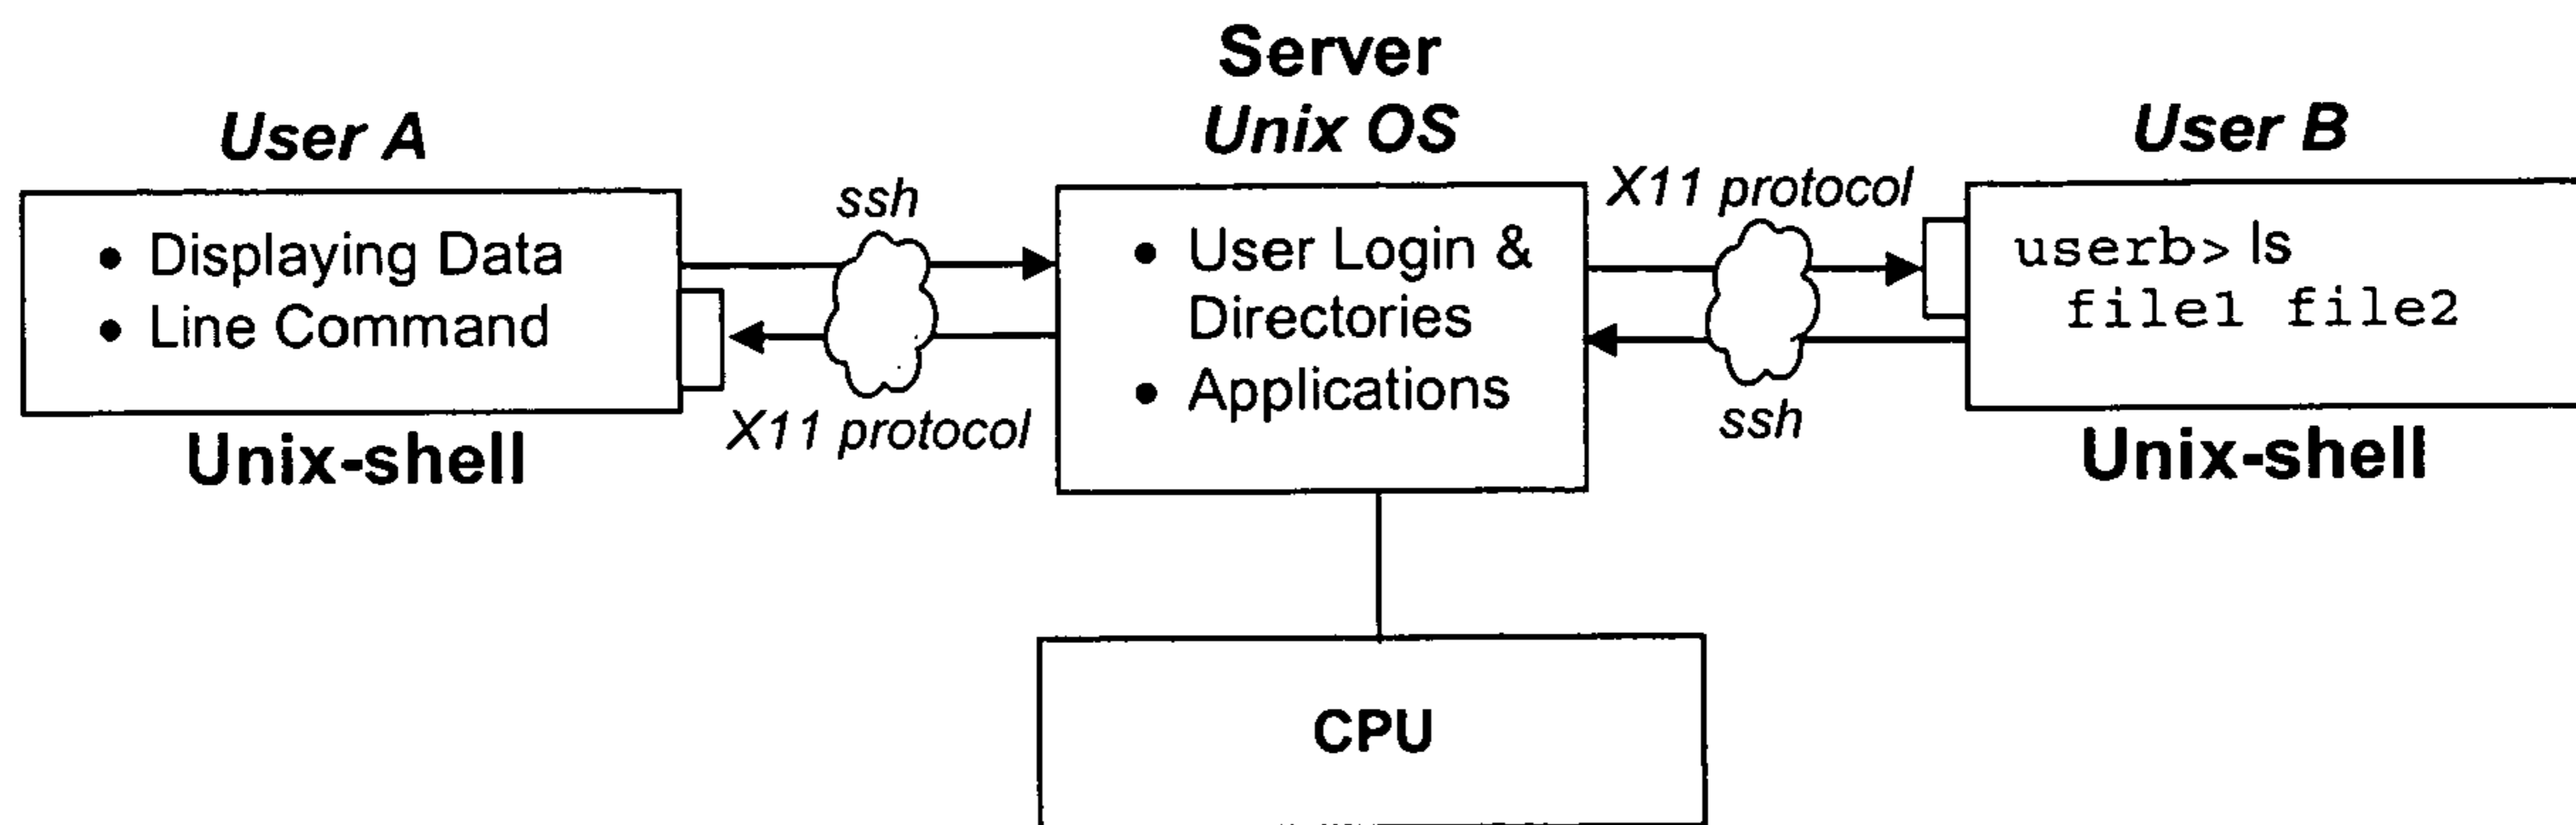 Server
Unix OS
User A
User B
ssh
X11 protocol
• Displaying Data
• Line Command
• User Login &
Directories
• Applications
userb> ls
file1 file2
X11 protocol
ssh
Unix-shell
Unix-shell
CPU